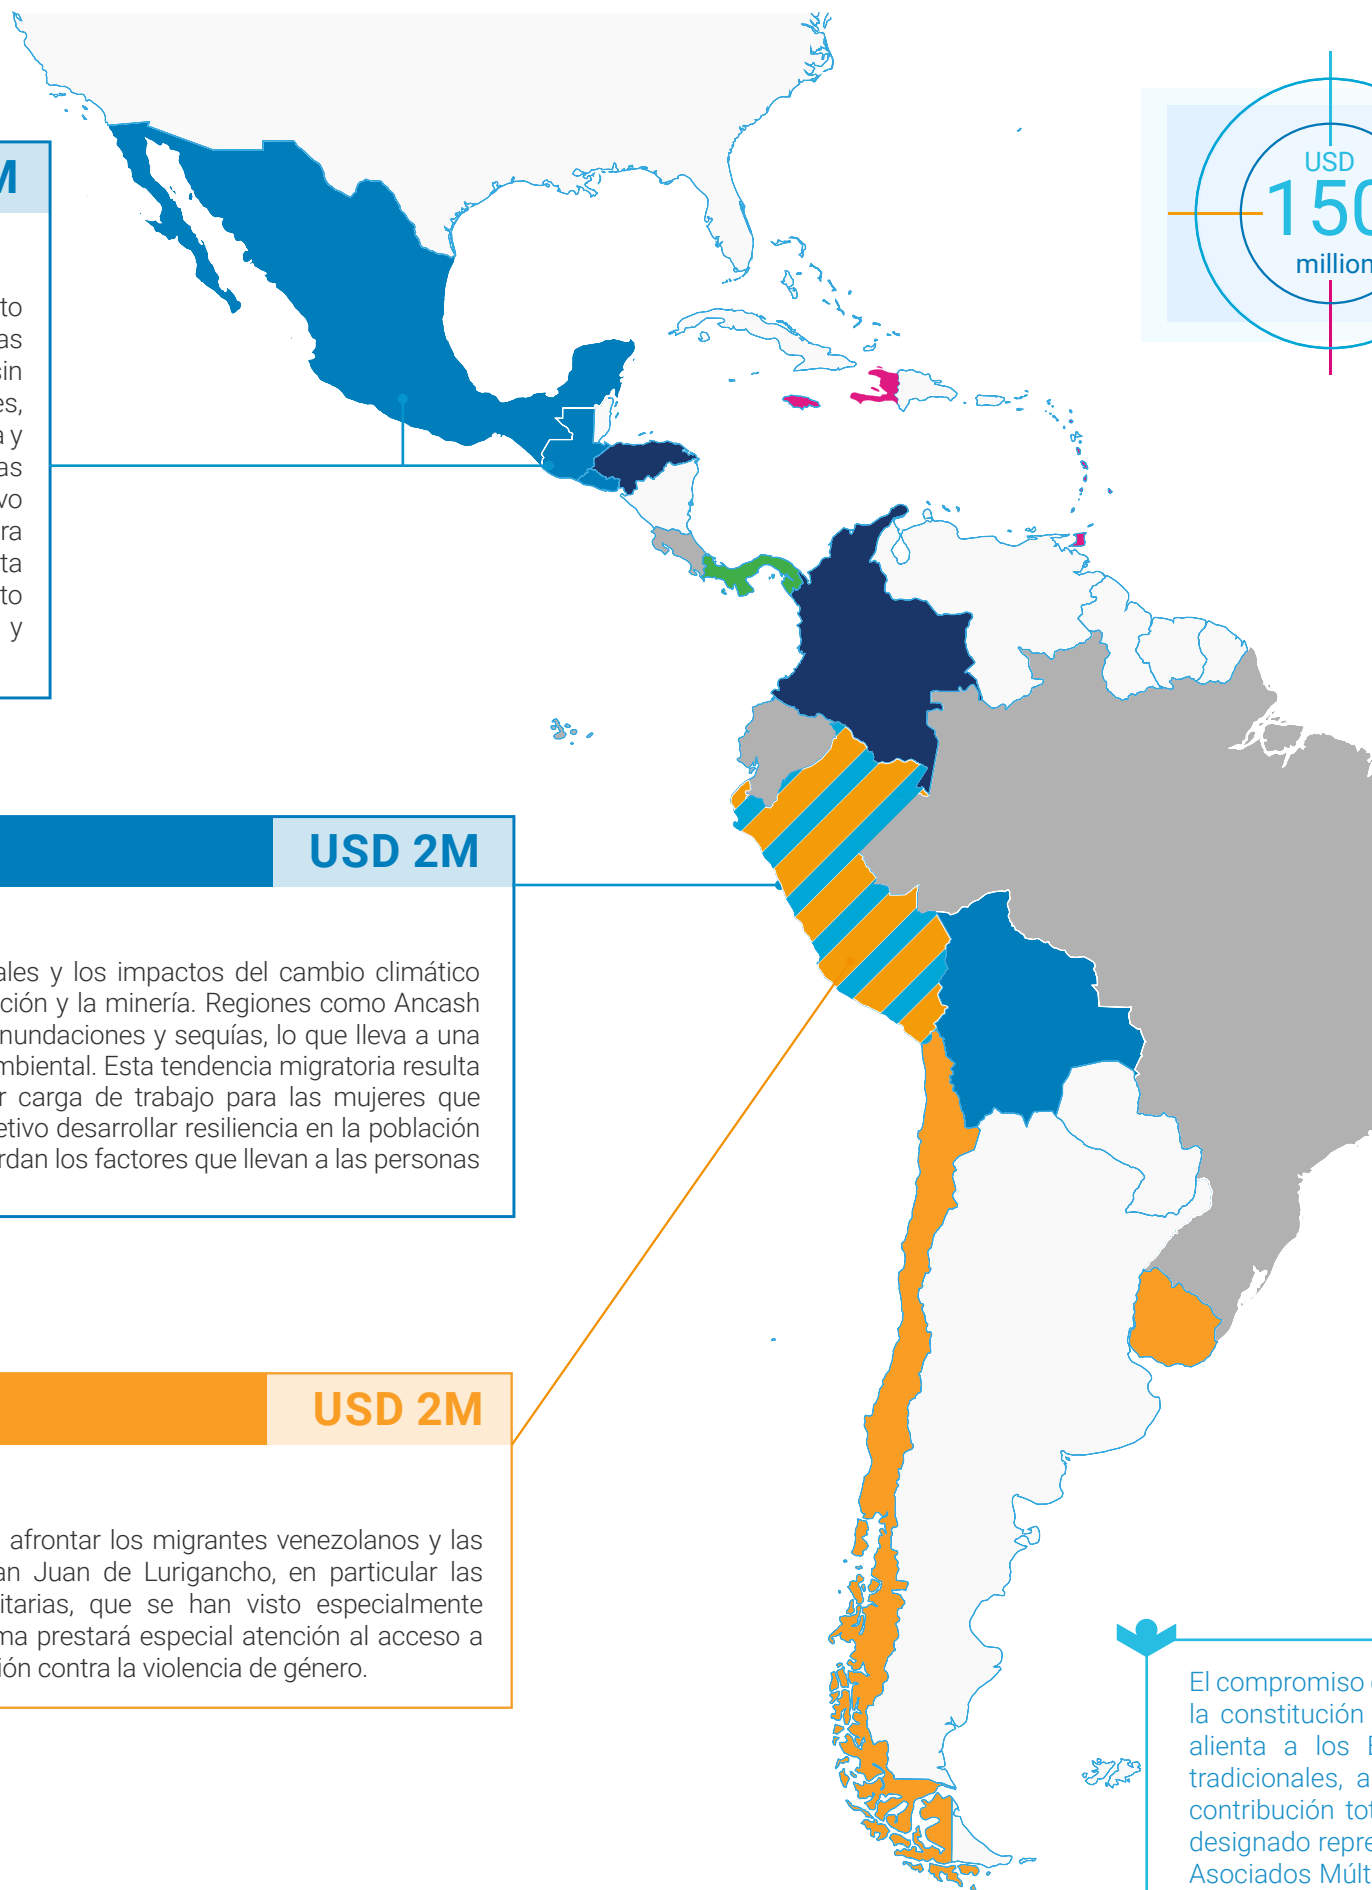 M
USD
150
million
to
as
sin
es,
a y
as
vo
ra
ta
to
y
USD 2M
ales y los impactos del cambio climático
ción y la minería. Regiones como Ancash
nundaciones y sequías, lo que lleva a una
mbiental. Esta tendencia migratoria resulta
r carga de trabajo para las mujeres que
etivo desarrollar resiliencia en la población
rdan los factores que llevan a las personas
USD 2M
afrontar los migrantes venezolanos y las
an Juan de Lurigancho, en particular las
itarias, que se han visto especialmente
ma prestará especial atención al acceso a
ión contra la violencia de género.
El compromiso
la constitución
alienta a los E
tradicionales, a
contribución tot
designado repre
Asociados Múlt